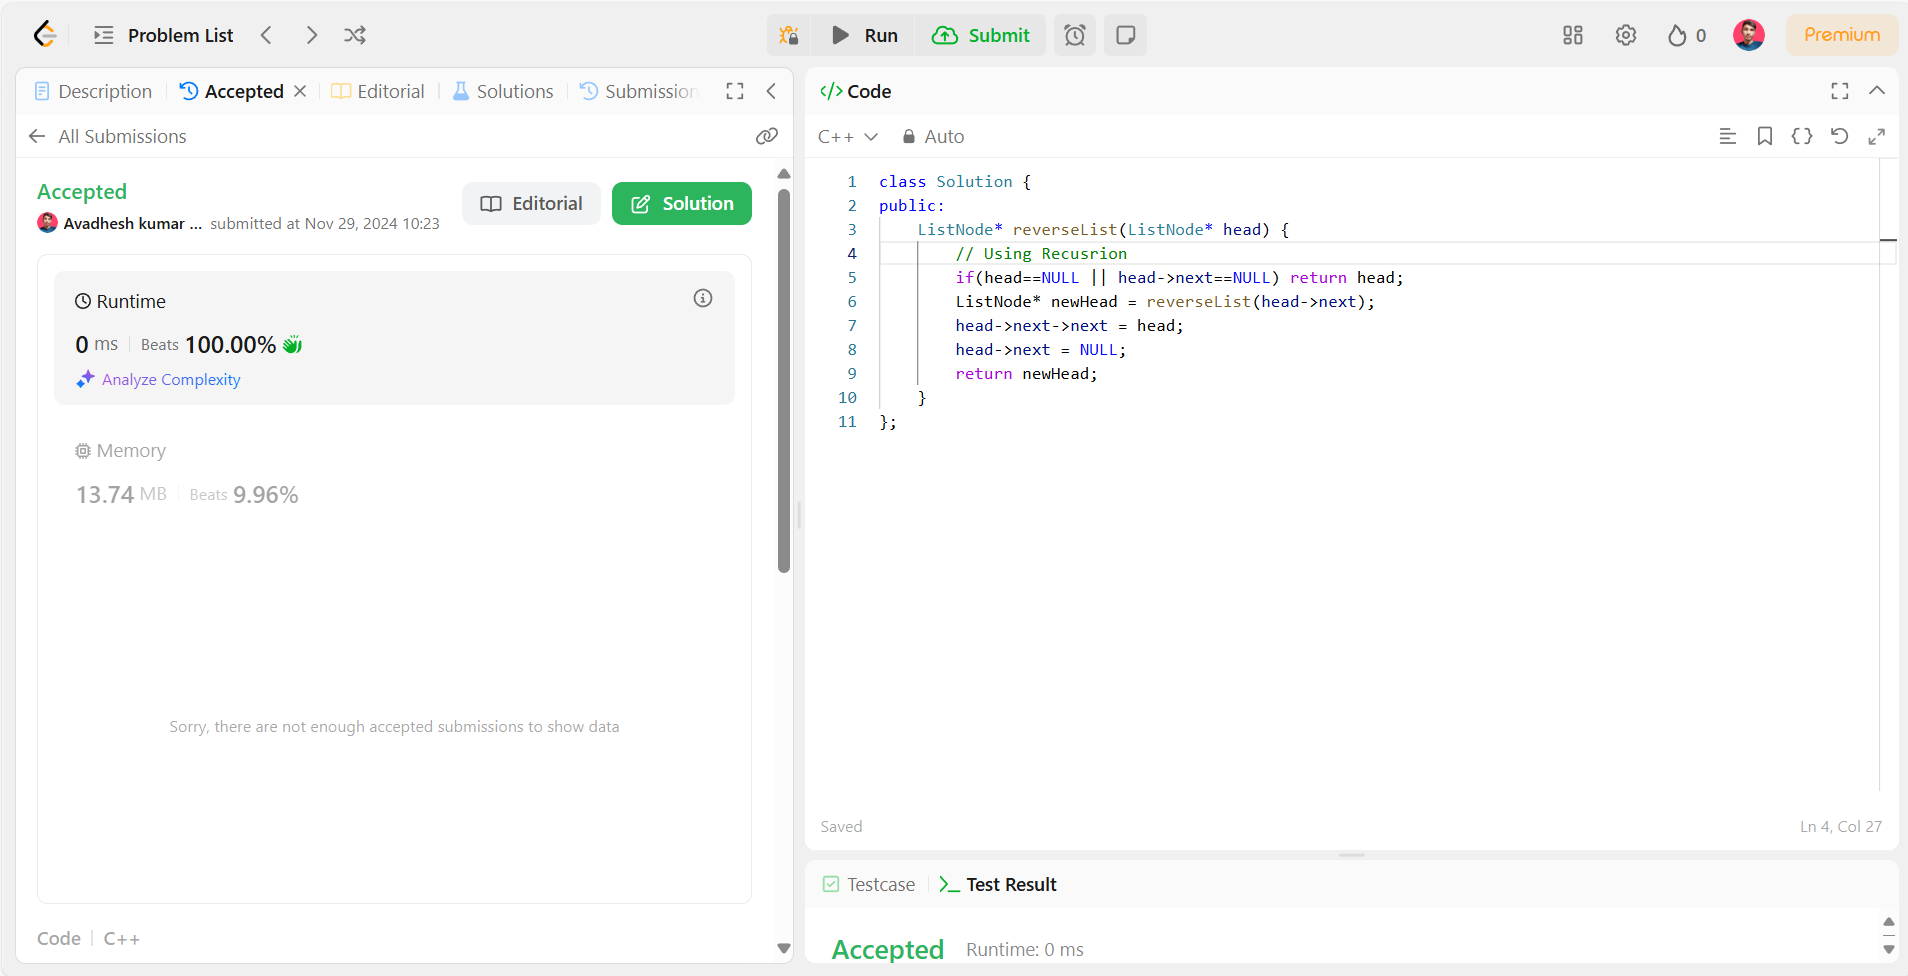 Problem List
Run
Submit
0
Premium
Description
Accepted
Editorial
Solutions
Submission
All Submissions
Accepted
Avadhesh kumar ... submitted at Nov 29, 2024 10:23
Editorial
Solution
Runtime
0 ms Beats 100.00%
Analyze Complexity
Memory
13.74 MB Beats 9.96%
Sorry, there are not enough accepted submissions to show data
Code C++
</> Code
C++ Auto
1 class Solution {
2 public:
3 ListNode* reverseList(ListNode* head) {
4 // Using Recusrion
5 if(head==NULL || head->next==NULL) return head;
6 ListNode* newHead = reverseList(head->next);
7 head->next->next = head;
8 head->next = NULL;
9 return newHead;
10 }
11 };
Saved
Ln 4, Col 27
Testcase
Test Result
Accepted Runtime: 0 ms